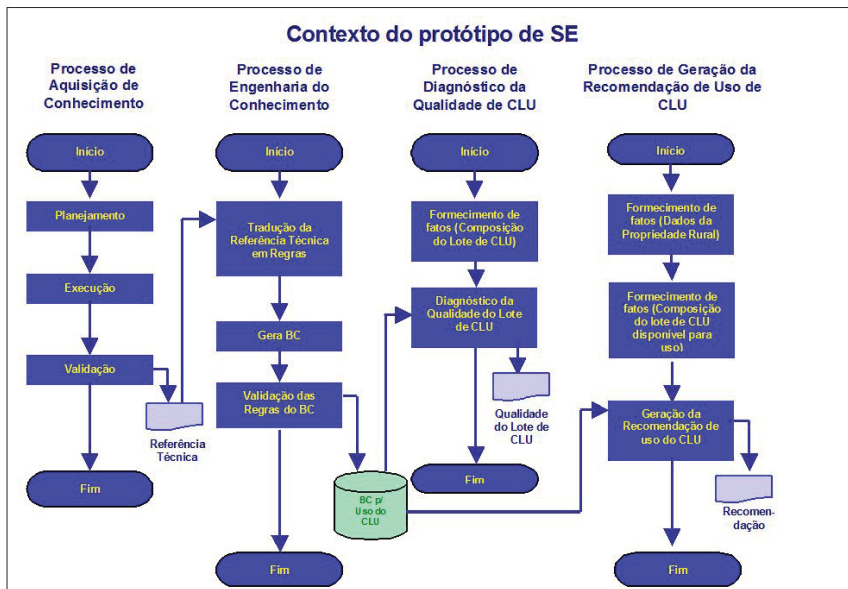 Contexto do protótipo de SE
Processo de
Aquisição de
Conhecimento
Início
Planejamento
Execução
Validação
Referência
Técnica
Fim
Processo de
Engenharia do
Conhecimento
Início
Tradução da
Referência Técnica
em Regras
Gera BC
Validação das
Regras do BC
BC p/
Uso do
CLU
Fim
Processo de
Diagnóstico da
Qualidade de CLU
Início
Formecimento de
fatos (Composição
do Lote de CLU)
Diagnóstico da
Qualidade do Lote
de CLU
Qualidade
do Lote de
CLU
Fim
Processo de Geração da
Recomendação de Uso de
CLU
Início
Formecimento de
fatos (Dados da
Propriedade Rural)
Formecimento de
fatos (Composição
do lote de CLU
disponível para
uso)
Geração da
Recomendação de
uso do CLU
Recomen-
dação
Fim